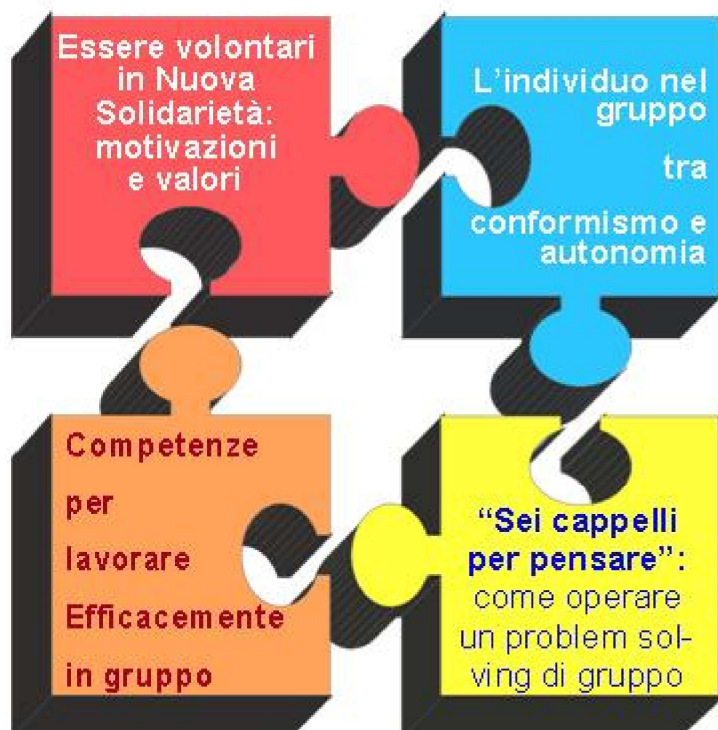 Essere volontari
in Nuova
Solidarietà:
motivazioni
e valori
L'individuo nel
gruppo
tra
conformismo e
autonomia
Competenze
per
lavorare
Efficacemente
in gruppo
“Sei cappelli
per pensare”:
come operare
un problem sol-
ving di gruppo